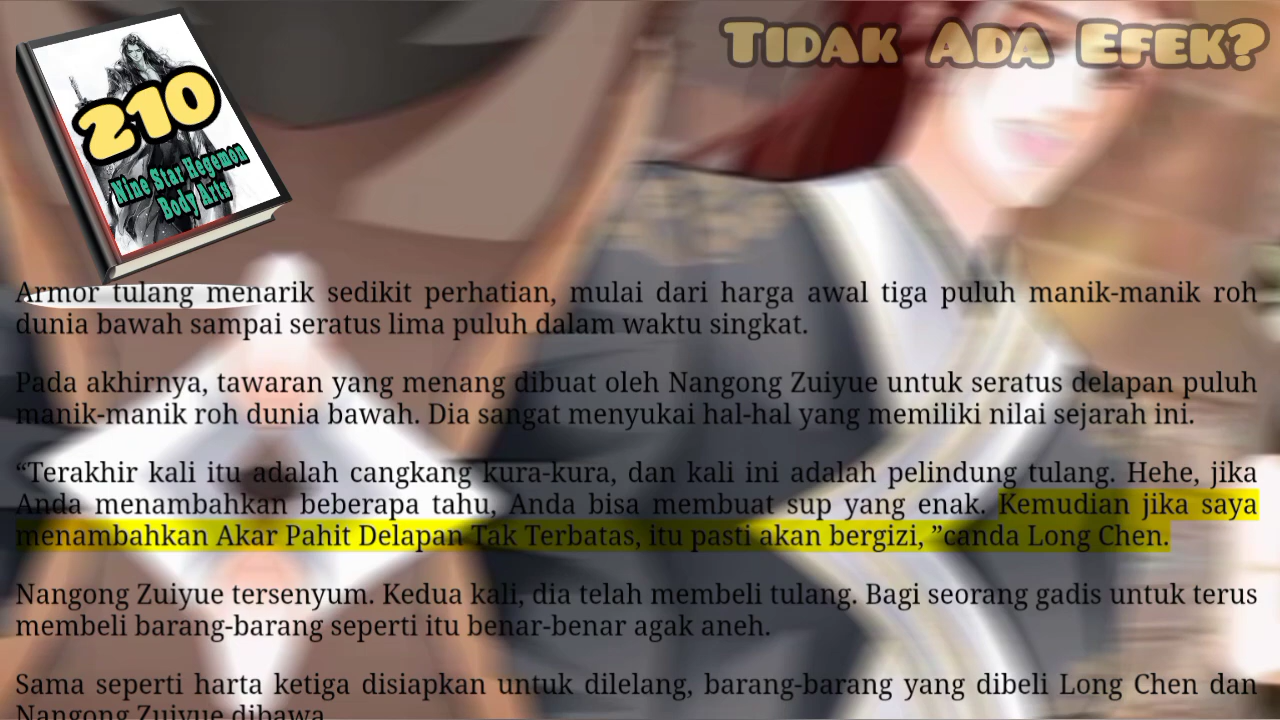 Tidak Ada Efek?
210
Nine Star Hegemon
Body Arts
Armor tulang menarik sedikit perhatian, mulai dari harga awal tiga puluh manik-manik roh
dunia bawah sampai seratus lima puluh dalam waktu singkat.
Pada akhirnya, tawaran yang menang dibuat oleh Nangong Zuiyue untuk seratus delapan puluh
manik-manik roh dunia bawah. Dia sangat menyukai hal-hal yang memiliki nilai sejarah ini.
“Terakhir kali itu adalah cangkang kura-kura, dan kali ini adalah pelindung tulang. Hehe, jika
Anda menambahkan beberapa tahu, Anda bisa membuat sup yang enak. Kemudian jika saya
menambahkan Akar Pahit Delapan Tak Terbatas, itu pasti akan bergizi, ”canda Long Chen.
Nangong Zuiyue tersenyum. Kedua kali, dia telah membeli tulang. Bagi seorang gadis untuk terus
membeli barang-barang seperti itu benar-benar agak aneh.
Sama seperti harta ketiga disiapkan untuk dilelang, barang-barang yang dibeli Long Chen dan
Nangong Zuiyue dibawa